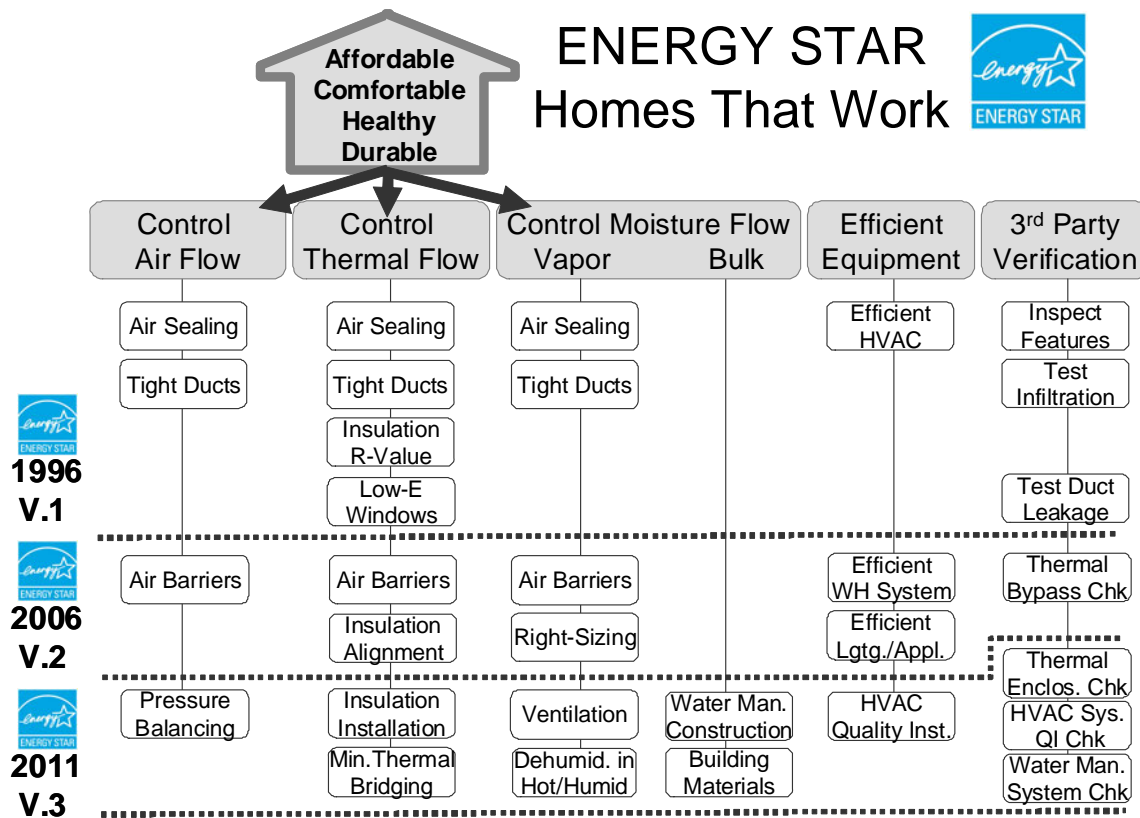 Affordable
Comfortable
Healthy
Durable
ENERGY STAR
Homes That Work
energy
ENERGY STAR
Control
Air Flow
Control
Thermal Flow
Control Moisture Flow
Vapor Bulk
Efficient
Equipment
3rd Party
Verification
Air Sealing
Air Sealing
Air Sealing
Efficient
HVAC
Inspect
Features
Tight Ducts
Tight Ducts
Tight Ducts
Test
Infiltration
energy
ENERGY STAR
1996
V.1
Insulation
R-Value
Low-E
Windows
Test Duct
Leakage
energy
ENERGY STAR
2006
V.2
Air Barriers
Air Barriers
Air Barriers
Efficient
WH System
Thermal
Bypass Chk
Insulation
Alignment
Right-Sizing
Efficient
Lgtg./Appl.
Thermal
Enclos. Chk
energy
ENERGY STAR
2011
V.3
Pressure
Balancing
Insulation
Installation
Ventilation
Water Man.
Construction
HVAC
Quality Inst.
HVAC Sys.
QI Chk
Min.Thermal
Bridging
Dehumid. in
Hot/Humid
Building
Materials
Water Man.
System Chk